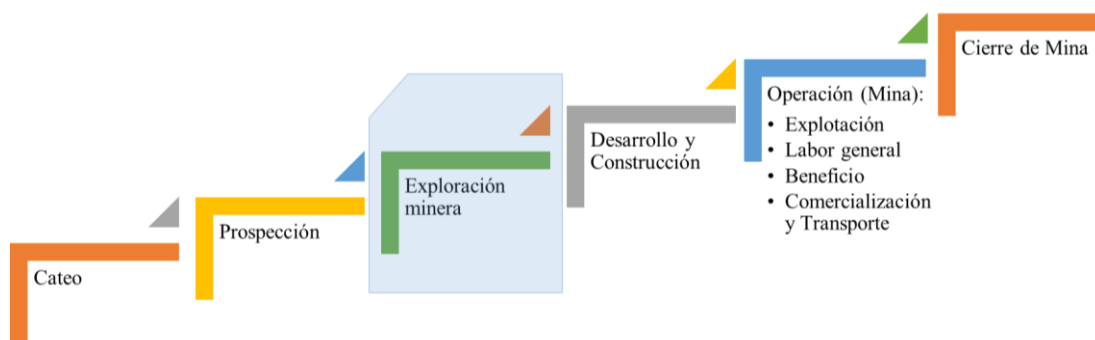 Cateo
Prospección
Exploración
minera
Desarrollo y
Construcción
Operación (Mina):
• Explotación
• Labor general
• Beneficio
• Comercialización
y Transporte
Cierre de Mina